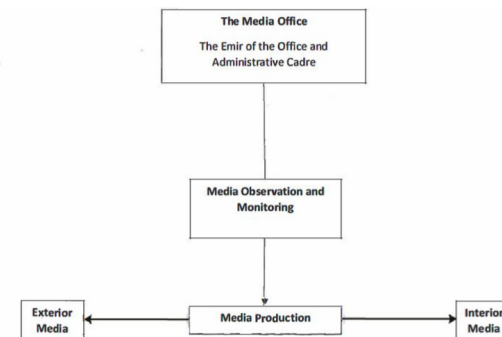 The Media Office
The Emir of the Office and
Administrative Cadre
Media Observation and
Monitoring
Exterior
Media
Media Production
Interior
Media